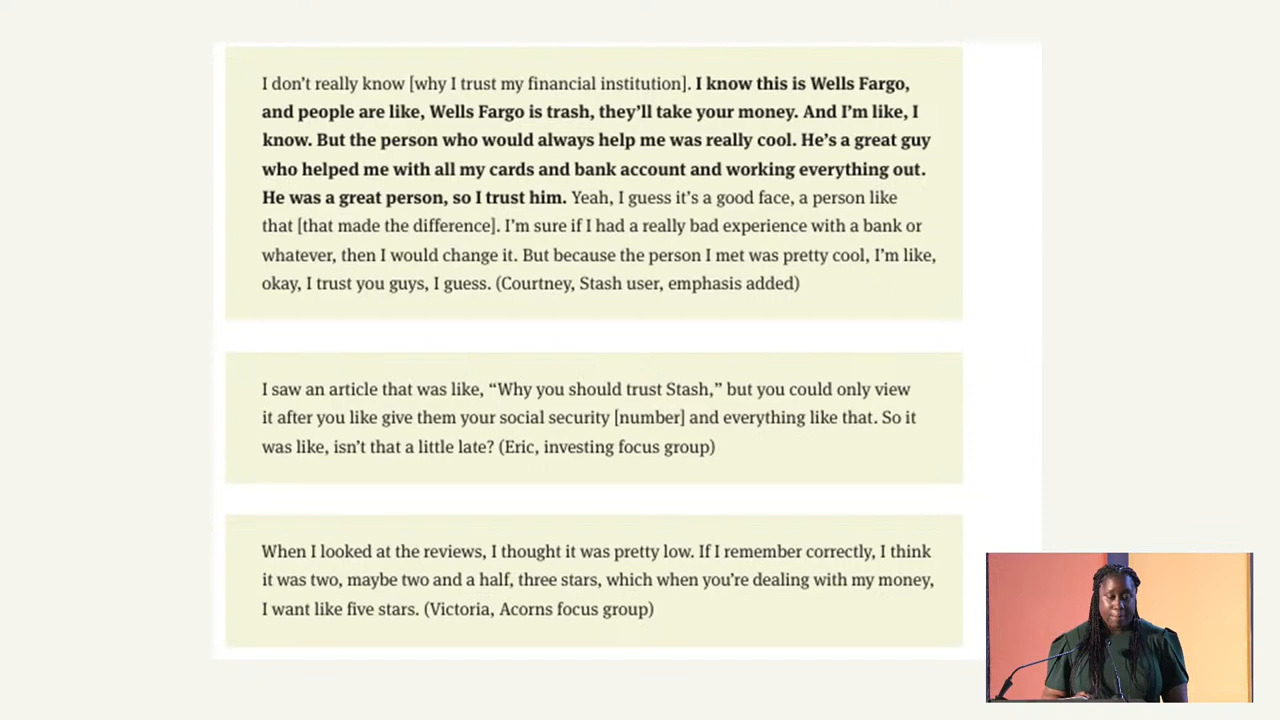 I don’t really know [why I trust my financial institution]. I know this is Wells Fargo,
and people are like, Wells Fargo is trash, they’ll take your money. And I’m like, I
know. But the person who would always help me was really cool. He’s a great guy
who helped me with all my cards and bank account and working everything out.
He was a great person, so I trust him. Yeah, I guess it’s a good face, a person like
that [that made the difference]. I’m sure if I had a really bad experience with a bank or
whatever, then I would change it. But because the person I met was pretty cool, I’m like,
okay, I trust you guys, I guess. (Courtney, Stash user, emphasis added)
I saw an article that was like, “Why you should trust Stash,” but you could only view
it after you like give them your social security [number] and everything like that. So it
was like, isn’t that a little late? (Eric, investing focus group)
When I looked at the reviews, I thought it was pretty low. If I remember correctly, I think
it was two, maybe two and a half, three stars, which when you’re dealing with my money,
I want like five stars. (Victoria, Acorns focus group)